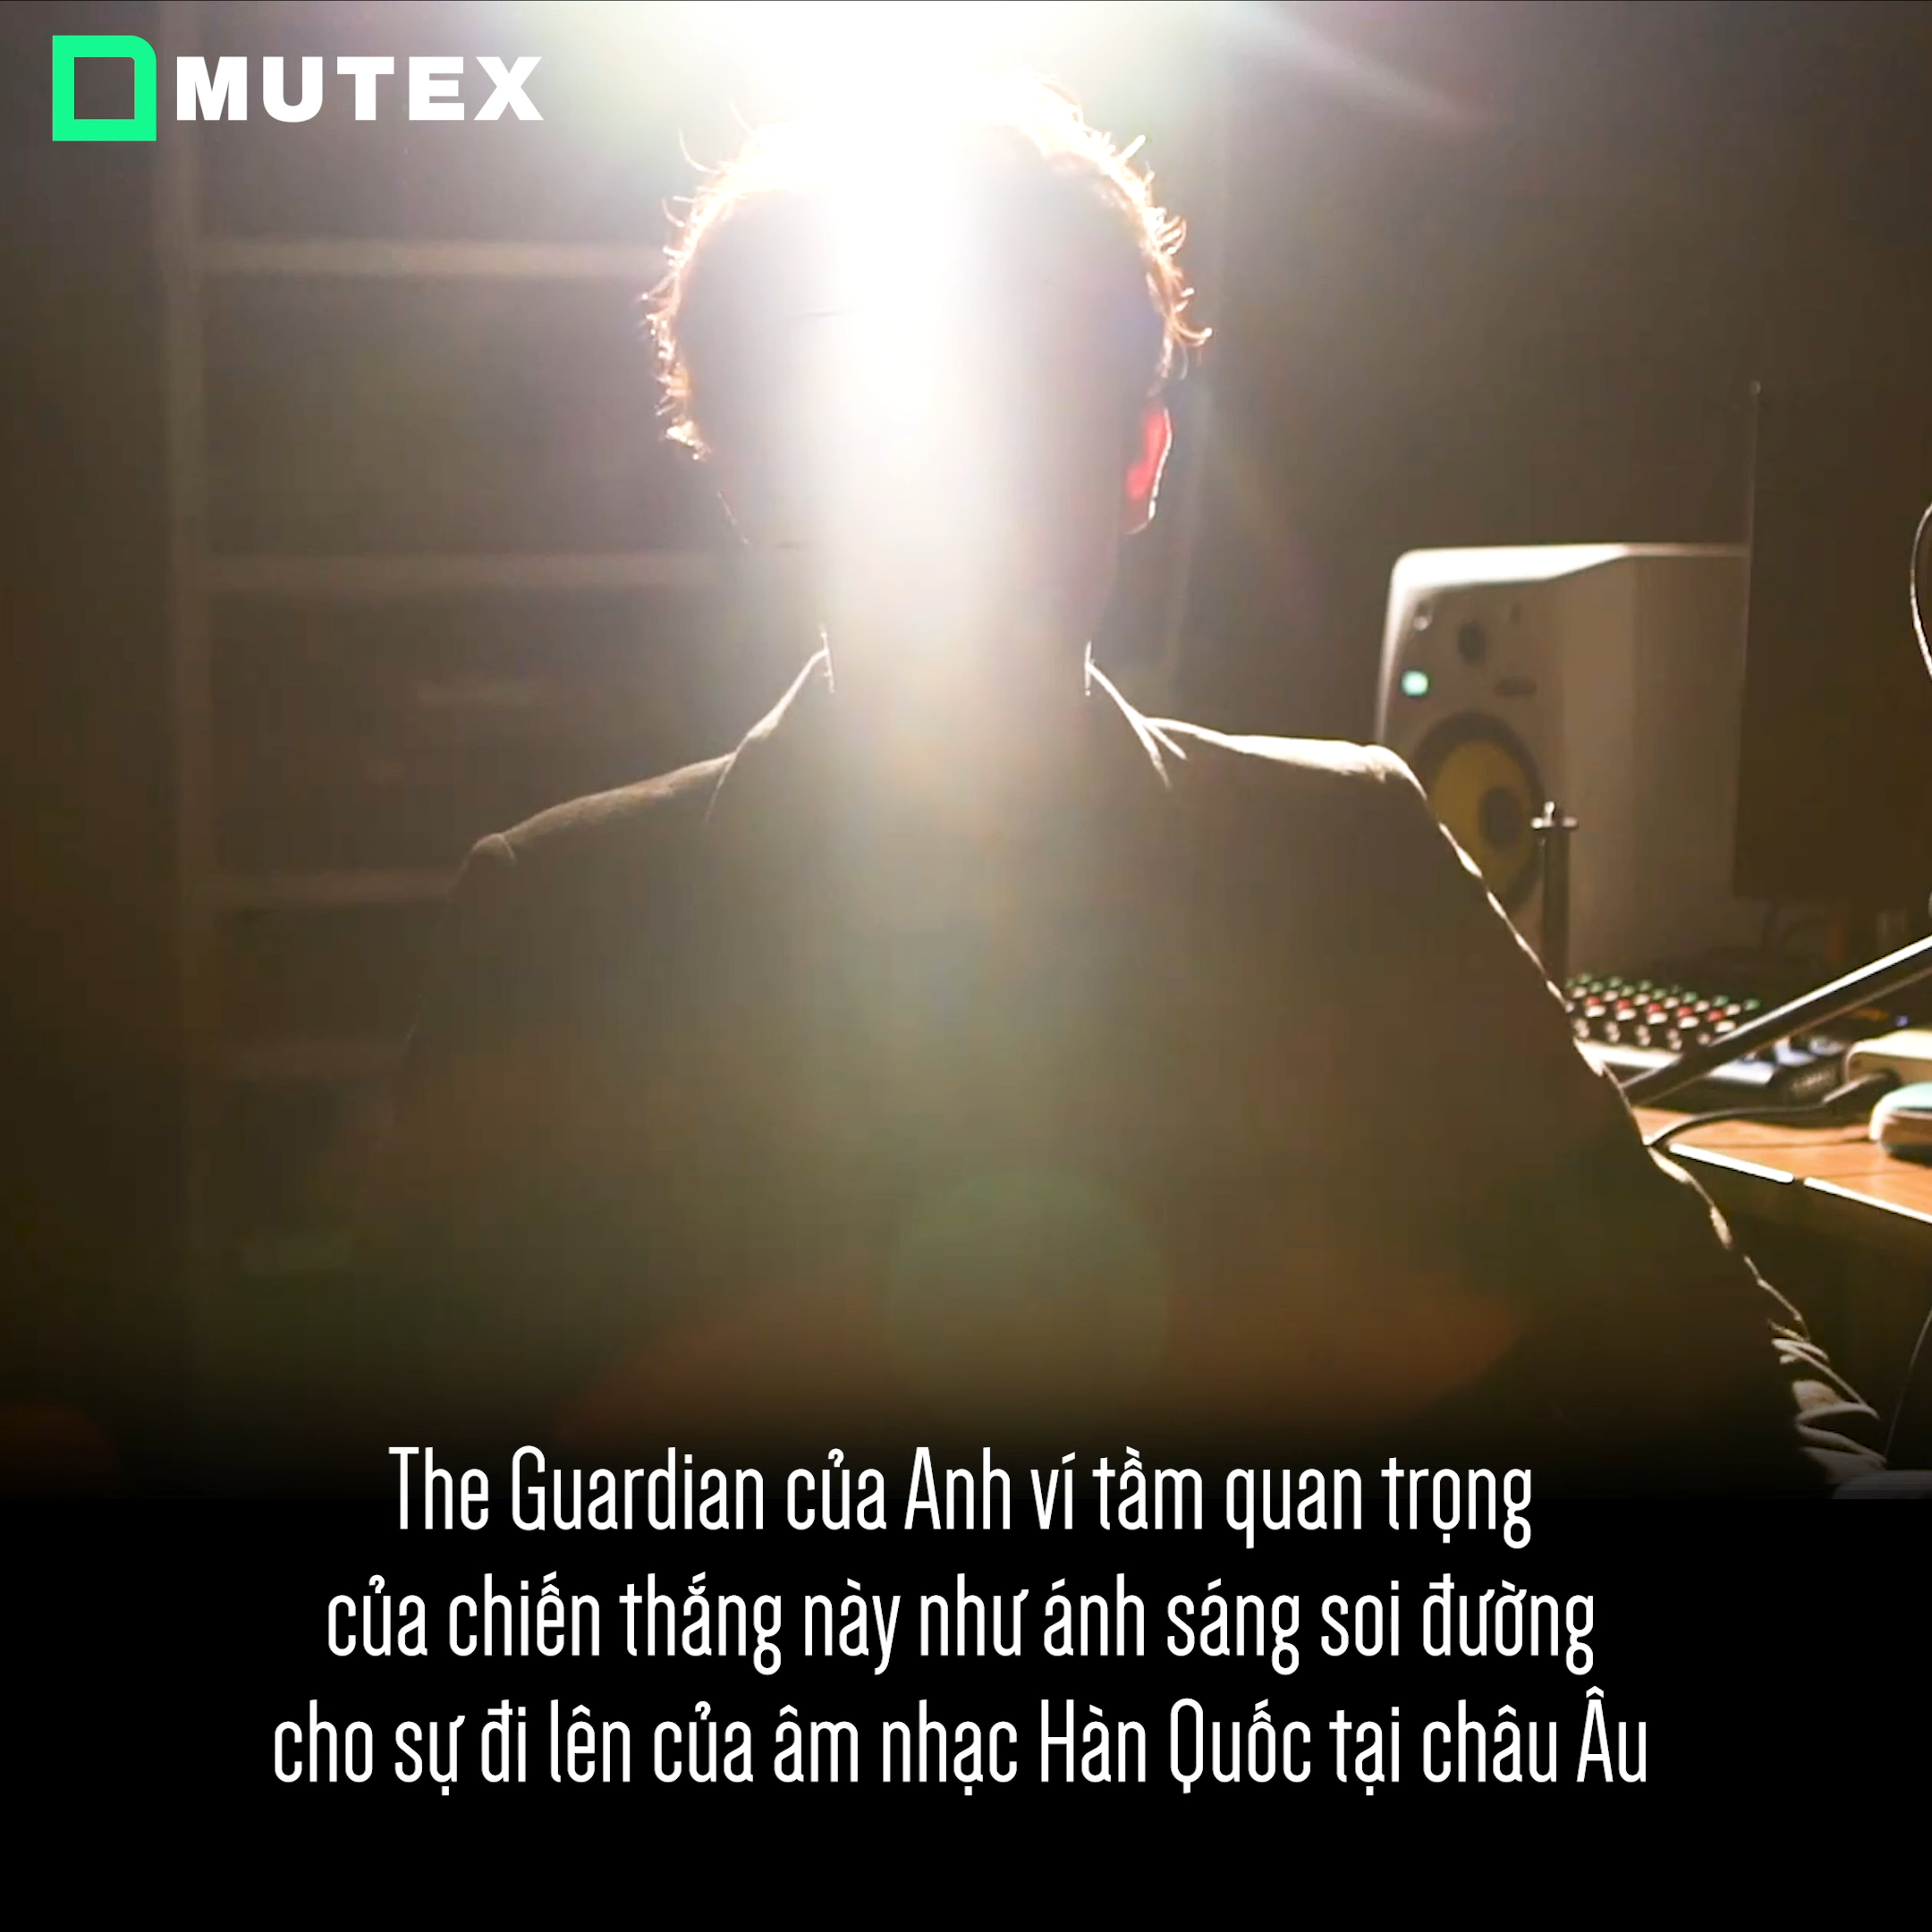 MUTEX
The Guardian của Anh ví tầm quan trọng
của chiến thắng này như ánh sáng soi đường
cho sự đi lên của âm nhạc Hàn Quốc tại châu Âu